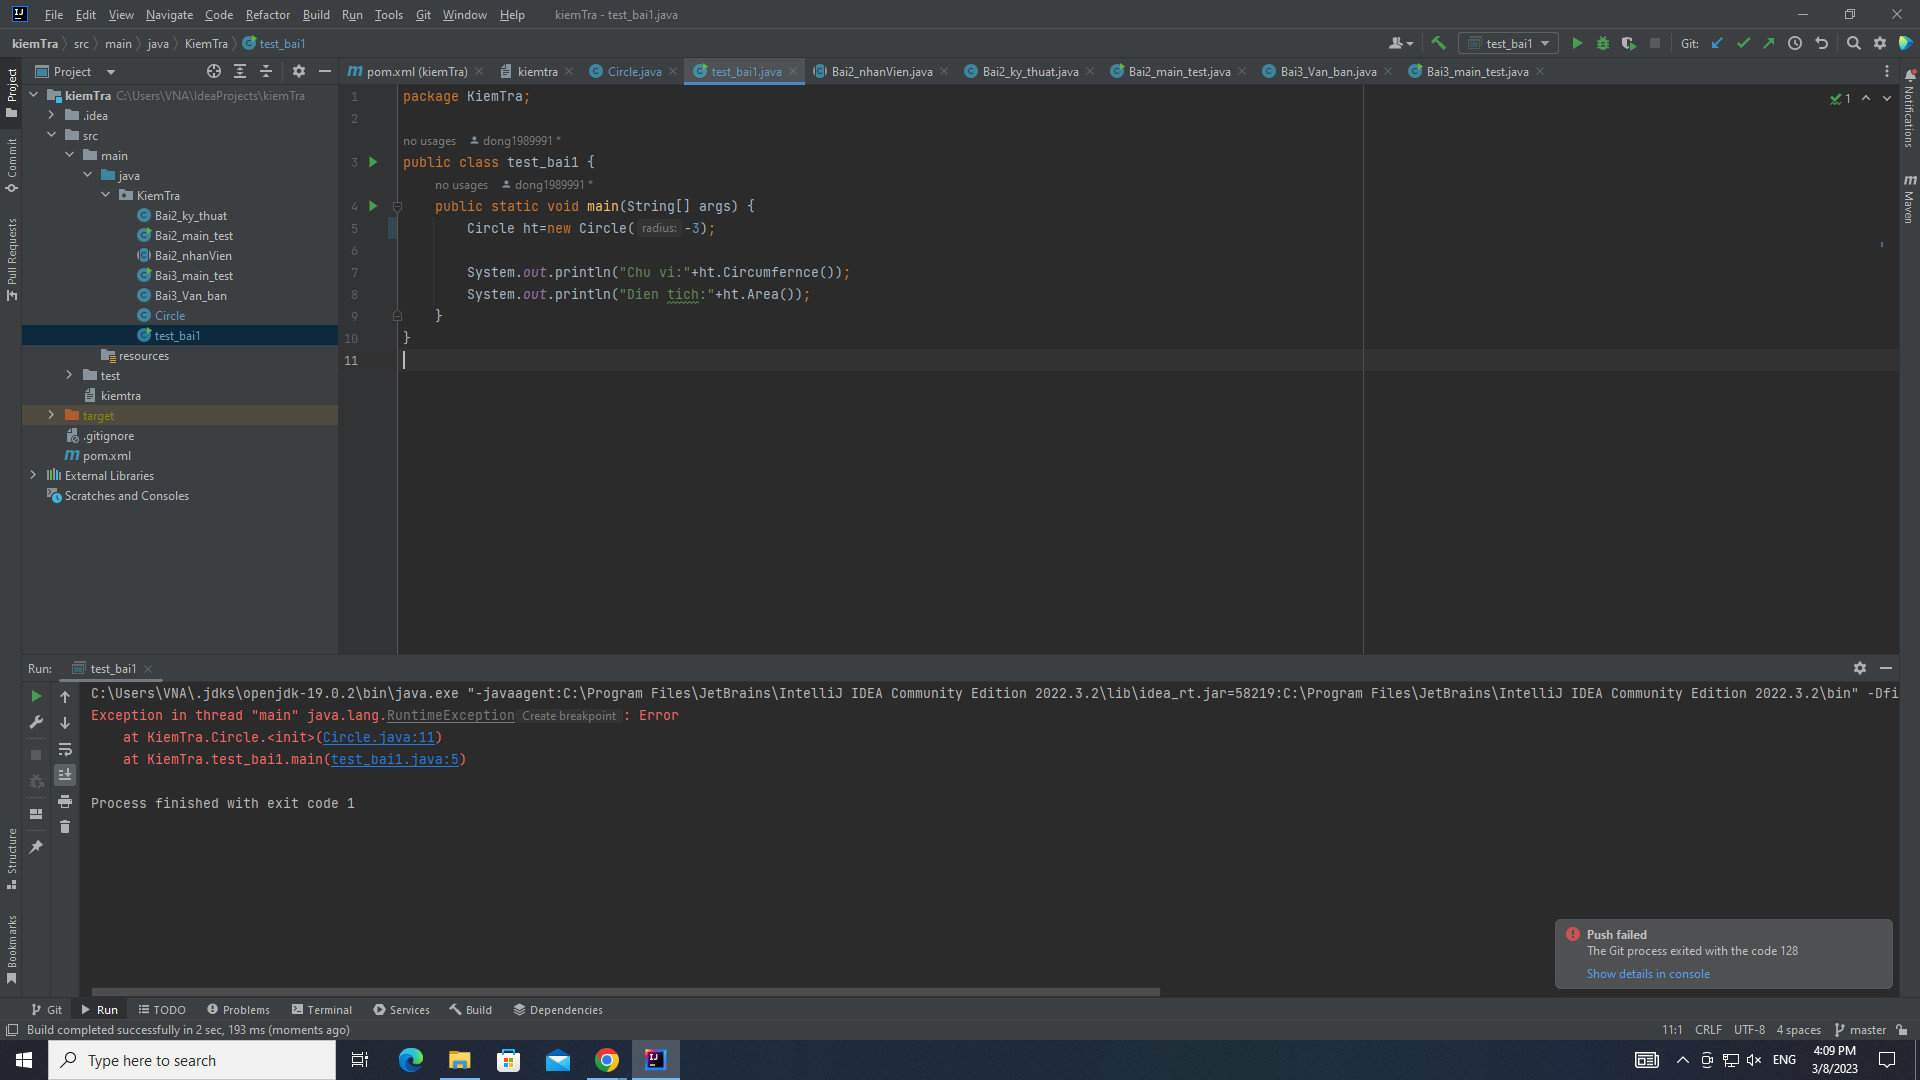 File Edit View Navigate Code Refactor Build Run Tools Git Window Help kiemTra - test_bai1.java
kiemTra src main java KiemTra test_bai1
test_bai1 Git:
Project
pom.xml (kiemTra) kiemtra Circle.java test_bai1.java Bai2_nhanVien.java Bai2_ky_thuat.java Bai2_main_test.java Bai3_Van_ban.java Bai3_main_test.java
Project
Commit
Pull Requests
Structure
Bookmarks
Notifications
Maven
kiemTra C:\Users\VNA\IdeaProjects\kiemTra
.idea
src
main
java
KiemTra
Bai2_ky_thuat
Bai2_main_test
Bai2_nhanVien
Bai3_main_test
Bai3_Van_ban
Circle
test_bai1
resources
test
kiemtra
target
.gitignore
pom.xml
External Libraries
Scratches and Consoles
1 package KiemTra;
1
2
no usages dong1989991 *
3 public class test_bai1 {
no usages dong1989991 *
4 public static void main(String[] args) {
5 Circle ht=new Circle( radius: -3);
6
7 System.out.println("Chu vi:"+ht.Circumfernce());
8 System.out.println("Dien tich:"+ht.Area());
9 }
10 }
11
Run: test_bai1
C:\Users\VNA\.jdks\openjdk-19.0.2\bin\java.exe "-javaagent:C:\Program Files\JetBrains\IntelliJ IDEA Community Edition 2022.3.2\lib\idea_rt.jar=58219:C:\Program Files\JetBrains\IntelliJ IDEA Community Edition 2022.3.2\bin" -Dfi
Exception in thread "main" java.lang.RuntimeException Create breakpoint : Error
at KiemTra.Circle.<init>(Circle.java:11)
at KiemTra.test_bai1.main(test_bai1.java:5)
Process finished with exit code 1
Push failed
The Git process exited with the code 128
Show details in console
Git Run TODO Problems Terminal Services Build Dependencies
Build completed successfully in 2 sec, 193 ms (moments ago)
11:1 CRLF UTF-8 4 spaces master
Type here to search
ENG
4:09 PM
3/8/2023